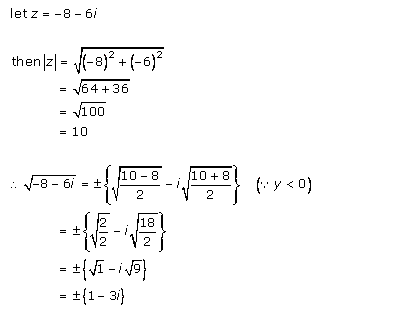 let z = −8 − 6i
then |z| = √((−8)² + (−6)²)
= √(64 + 36)
= √100
= 10
∴ √(−8 − 6i) = ±{√((10 − 8)/2) − i√((10 + 8)/2)} (∵ y < 0)
= ±{√(2/2) − i√(18/2)}
= ±{√1 − i√9}
= ±{1 − 3i}